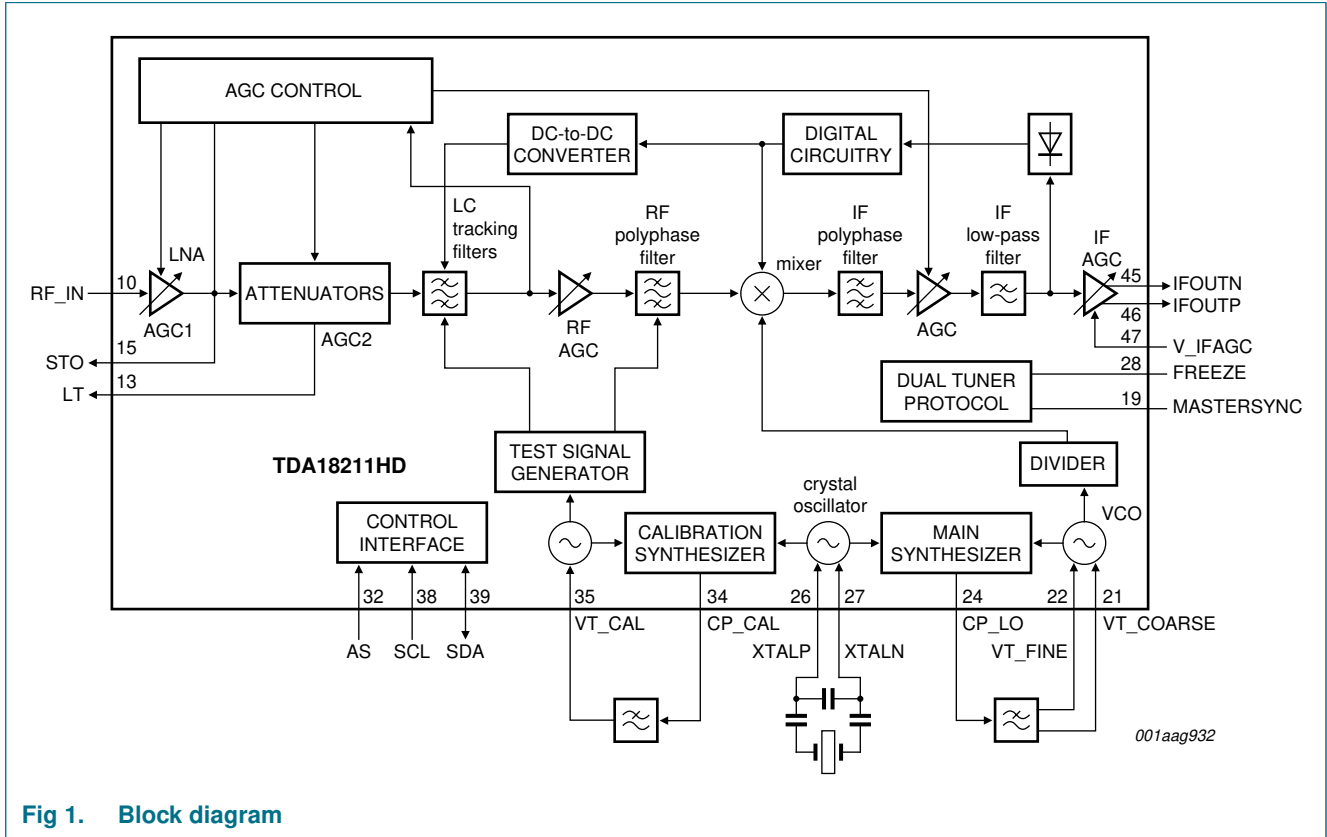 AGC CONTROL
DC-to-DC
CONVERTER
DIGITAL
CIRCUITRY
LC
tracking
filters
RF
polyphase
filter
IF
polyphase
filter
IF
low-pass
filter
IF
AGC
LNA
mixer
RF_IN
10
ATTENUATORS
×
45
IFOUTN
IFOUTP
46
AGC1
AGC2
RF
AGC
AGC
47
V_IFAGC
STO
15
LT
13
28
FREEZE
DUAL TUNER
PROTOCOL
19
MASTERSYNC
TDA18211HD
TEST SIGNAL
GENERATOR
DIVIDER
crystal
oscillator
VCO
CONTROL
INTERFACE
CALIBRATION
SYNTHESIZER
MAIN
SYNTHESIZER
32
38
39
35
34
26
27
24
22
21
VT_CAL
CP_CAL
CP_LO
VT_COARSE
AS
SCL
SDA
XTALP
XTALN
VT_FINE
001aag932
Fig 1. Block diagram